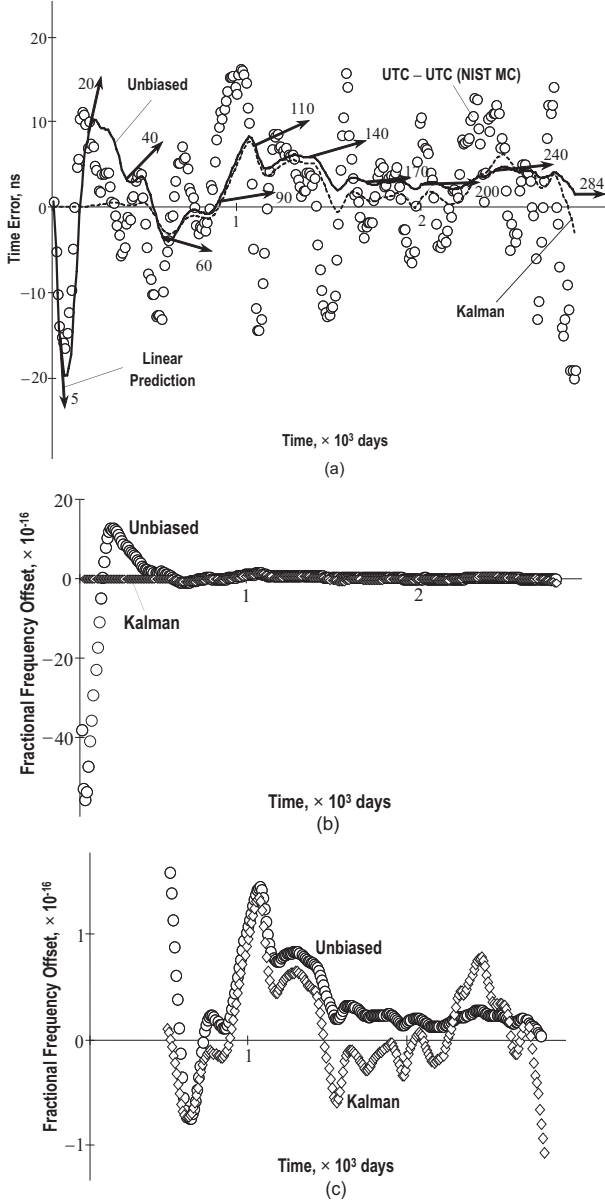 20
20
Unbiased
UTC – UTC (NIST MC)
10
40
110
140
170
240
200
284
90
0
1
2
60
Time Error, ns
−10
Kalman
Linear
Prediction
−20
5
Time, × 10³ days
(a)
20
Unbiased
0
1
2
Kalman
−20
−40
Fractional Frequency Offset, × 10⁻¹⁶
Time, × 10³ days
(b)
1
Unbiased
0
1
2
Kalman
−1
Fractional Frequency Offset, × 10⁻¹⁶
Time, × 10³ days
(c)